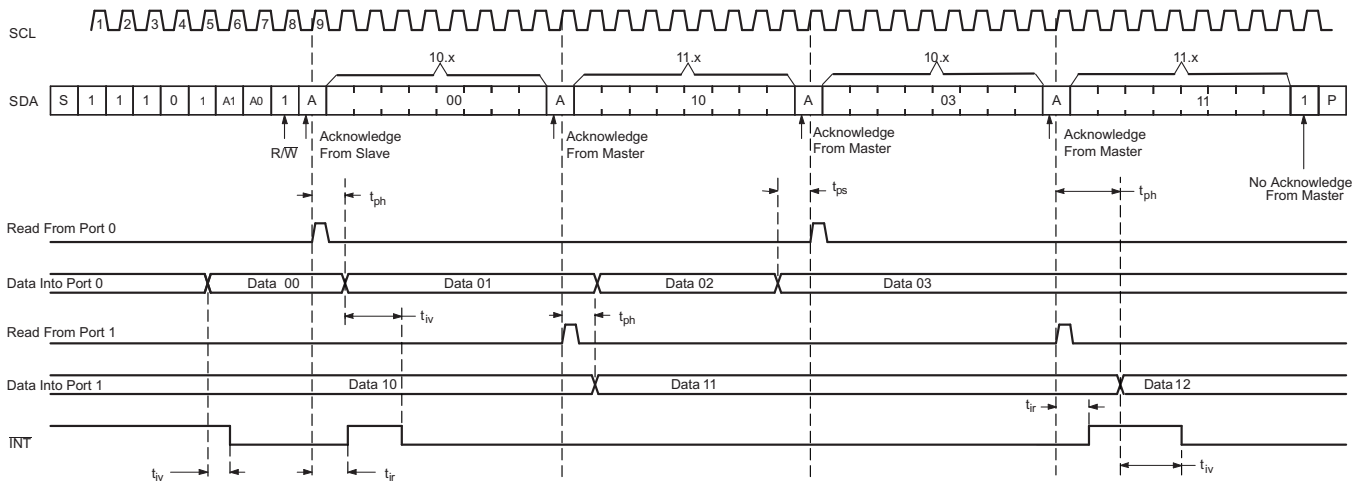 SCL
1 2 3 4 5 6 7 8 9
10.x 11.x 10.x 11.x
SDA S 1 1 1 0 1 A1 A0 1 A 00 A 10 A 03 A 11 1 P
R/W
Acknowledge
From Slave
Acknowledge
From Master
Acknowledge
From Master
Acknowledge
From Master
No Acknowledge
From Master
tph
tps
tph
Read From Port 0
Data Into Port 0 Data 00 Data 01 Data 02 Data 03
tiv
tph
Read From Port 1
Data Into Port 1 Data 10 Data 11 Data 12
tir
INT
tiv
tir
tiv